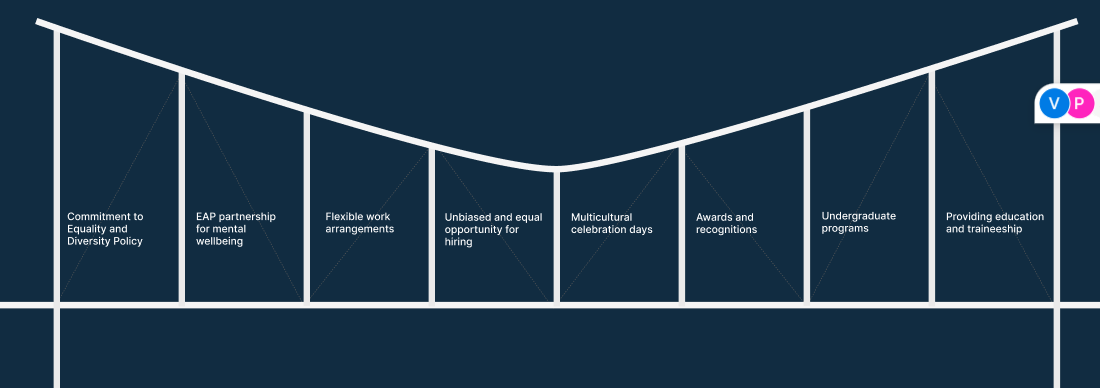 V P
Commitment to
Equality and
Diversity Policy
EAP partnership
for mental
wellbeing
Flexible work
arrangements
Unbiased and equal
opportunity for
hiring
Multicultural
celebration days
Awards and
recognitions
Undergraduate
programs
Providing education
and traineeship